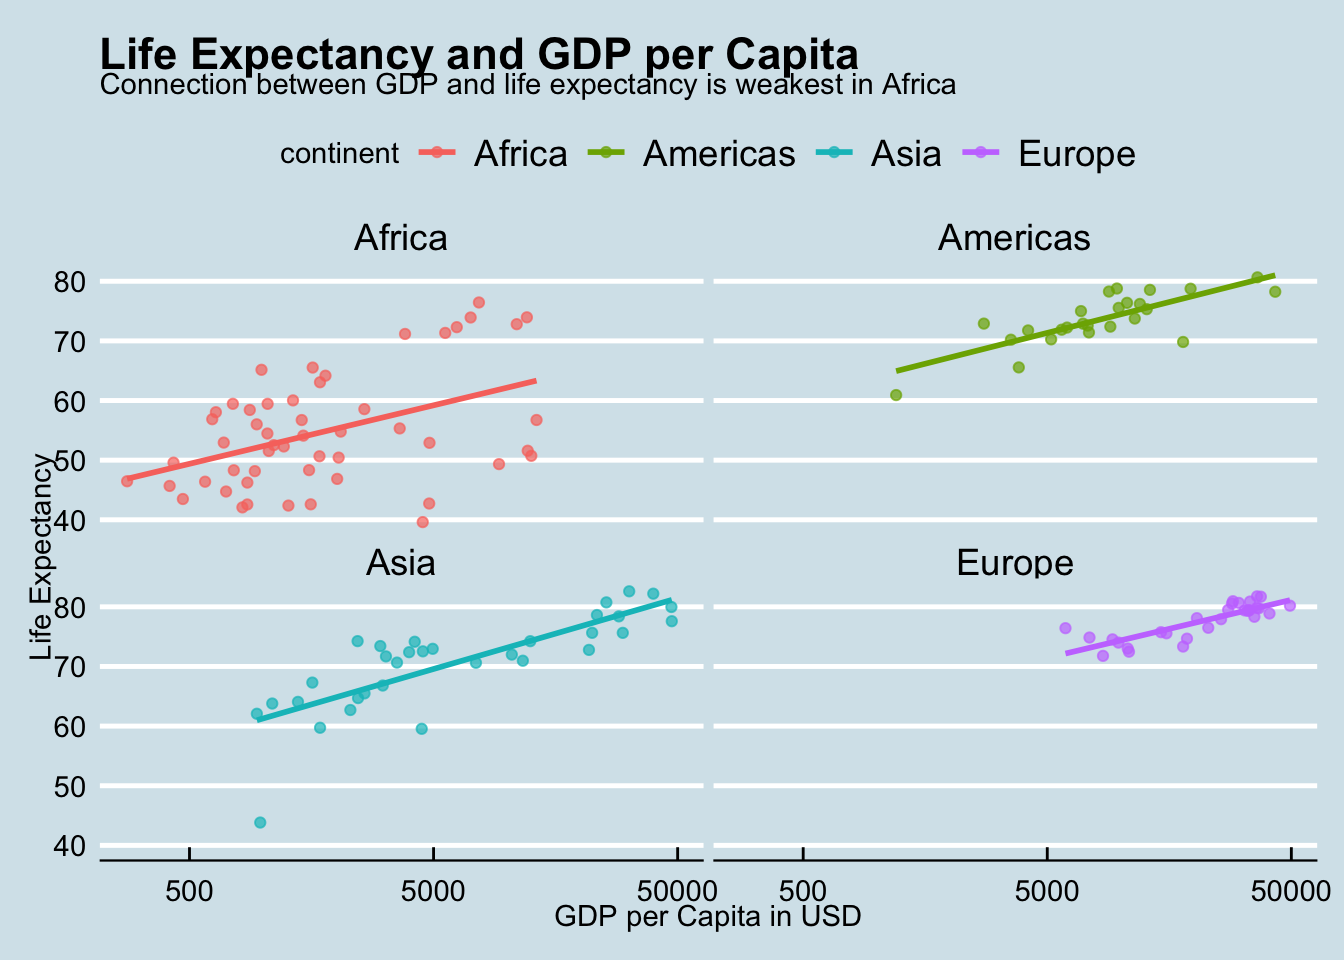 Life Expectancy and GDP per Capita
Connection between GDP and life expectancy is weakest in Africa
continent Africa Americas Asia Europe
Africa Americas
80
70
60
50
40
Life Expectancy
Asia Europe
80
70
60
50
40
500 5000 50000 500 5000 50000
GDP per Capita in USD